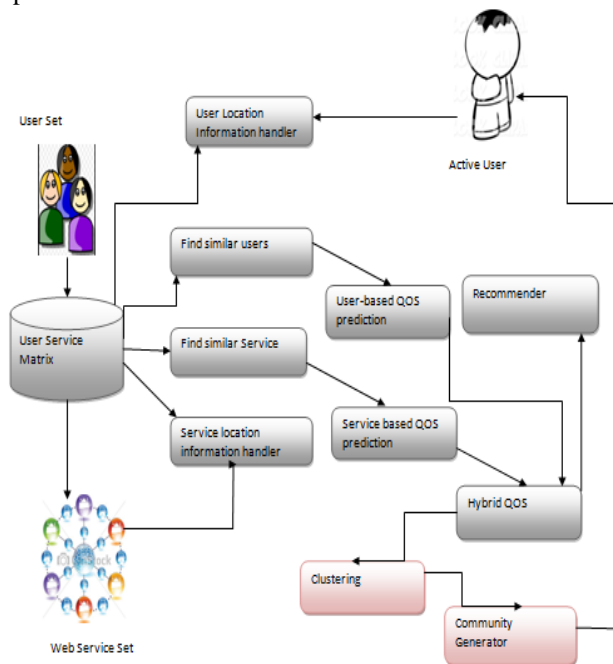 User Set
User Location
Information handler
Active User
Find similar users
User-based QOS
prediction
Recommender
User Service
Matrix
Find similar Service
Service location
information handler
Service based QOS
prediction
Hybrid QOS
Clustering
Community
Generator
Web Service Set